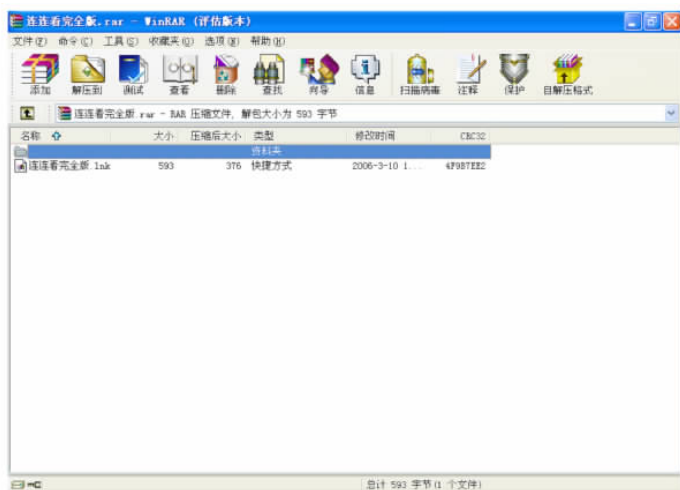 连连看完全版.rar - WinRAR (评估版本)
文件(F) 命令(C) 工具(S) 收藏夹(O) 选项(N) 帮助(H)
添加 解压到 测试 查看 删除 查找 向导 信息 扫描病毒 注释 保护 自解压格式
连连看完全版.rar - RAR 压缩文件, 解包大小为 593 字节
名称 大小 压缩后大小 类型 修改时间 CRC32
资料夹
连连看完全版.lnk 593 376 快捷方式 2006-3-10 1... 4F9B7EE2
总计 593 字节(1 个文件)